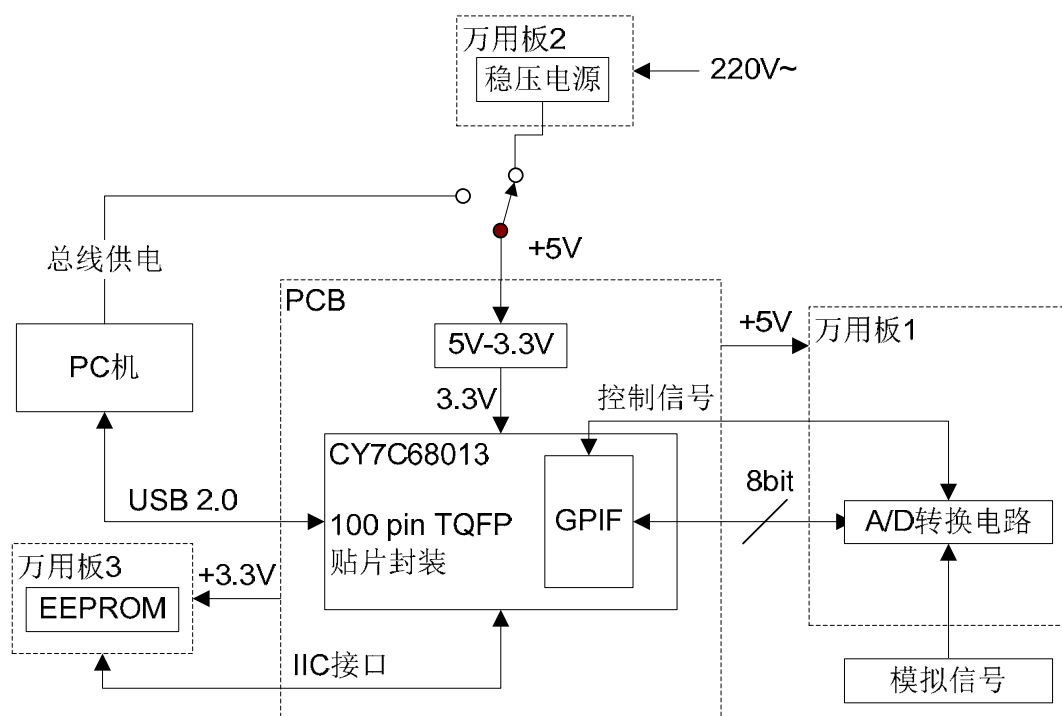 万用板2
稳压电源
220V~
+5V
总线供电
PCB
+5V
万用板1
5V-3.3V
PC机
3.3V
控制信号
CY7C68013
8bit
USB 2.0
100 pin TQFP
GPIF
A/D转换电路
贴片封装
万用板3
+3.3V
EEPROM
IIC接口
模拟信号